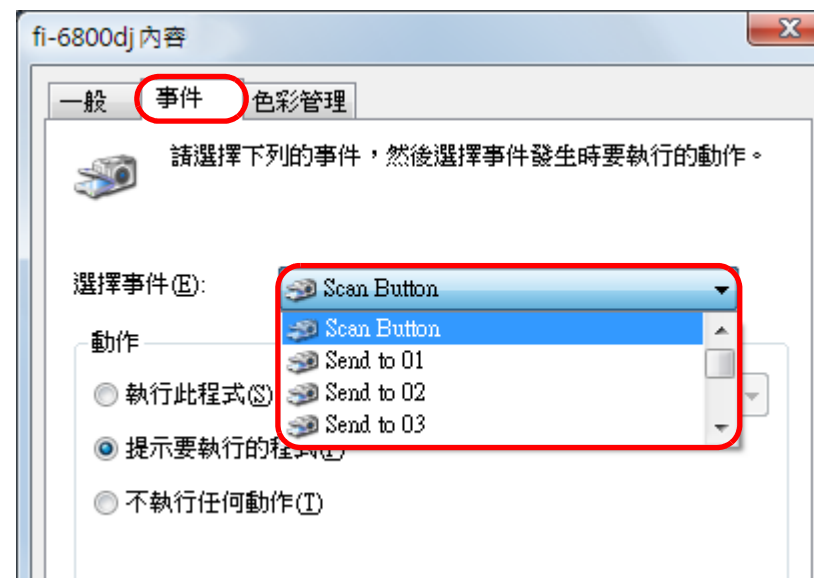 fi-6800dj 內容
一般 事件 色彩管理
請選擇下列的事件，然後選擇事件發生時要執行的動作。
選擇事件(E): Scan Button
Scan Button
Send to 01
Send to 02
Send to 03
動作
執行此程式(S)
提示要執行的程式(P)
不執行任何動作(T)